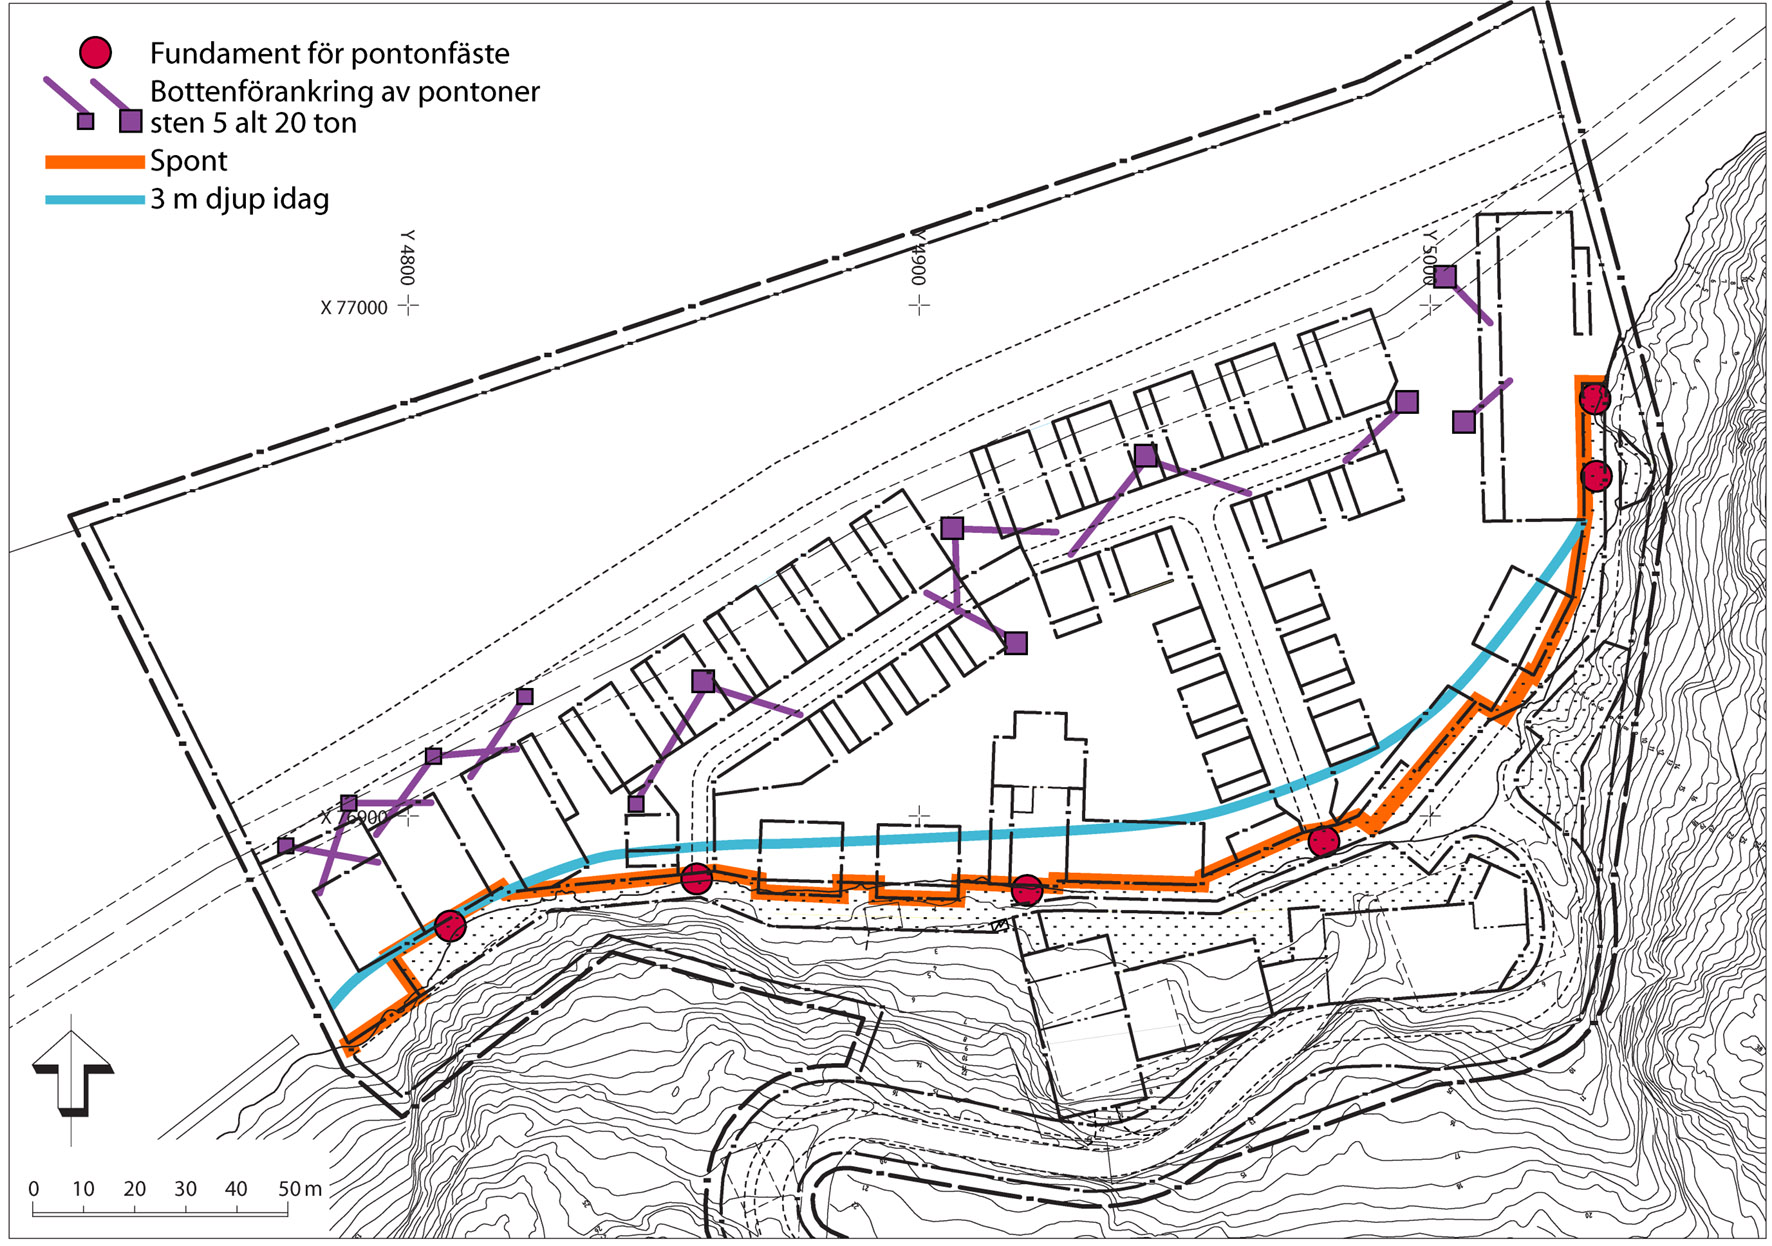 Fundament för pontonfäste
Bottenförankring av pontoner
sten 5 alt 20 ton
Spont
3 m djup idag
Y 4800
Y 4900
Y 5000
X 77000
X 76900
0 10 20 30 40 50 m